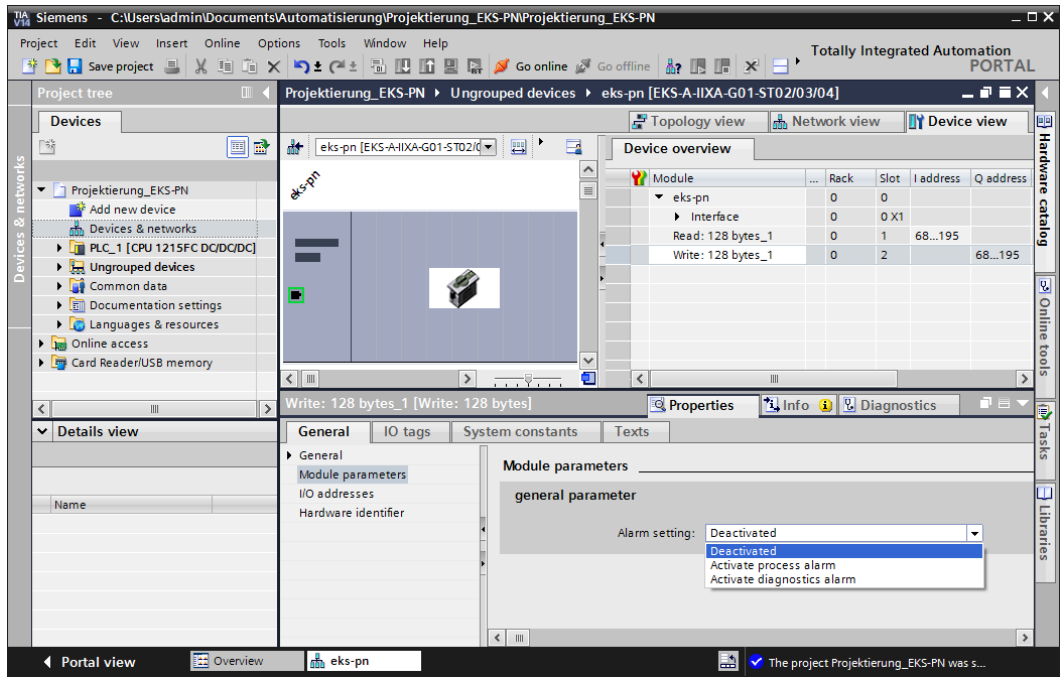 TIA V14 Siemens - C:\Users\admin\Documents\Automatisierung\Projektierung_EKS-PN\Projektierung_EKS-PN
Project Edit View Insert Online Options Tools Window Help
Totally Integrated Automation
PORTAL
Save project Go online Go offline
Project tree
Projektierung_EKS-PN Ungrouped devices eks-pn [EKS-A-IIXA-G01-ST02/03/04]
Devices
Topology view Network view Device view
eks-pn [EKS-A-IIXA-G01-ST02/0
Device overview
Module ... Rack Slot I address Q address
eks-pn 0 0
Interface 0 0 X1
Read: 128 bytes_1 0 1 68...195
Write: 128 bytes_1 0 2 68...195
eks-pn
Projektierung_EKS-PN
Add new device
Devices & networks
PLC_1 [CPU 1215FC DC/DC/DC]
Ungrouped devices
Common data
Documentation settings
Languages & resources
Online access
Card Reader/USB memory
Devices & networks
Hardware catalog
Online tools
Tasks
Libraries
Write: 128 bytes_1 [Write: 128 bytes]
Properties Info Diagnostics
Details view
Name
General IO tags System constants Texts
General
Module parameters
I/O addresses
Hardware identifier
Module parameters
general parameter
Alarm setting: Deactivated
Deactivated
Activate process alarm
Activate diagnostics alarm
Portal view Overview eks-pn
The project Projektierung_EKS-PN was s...